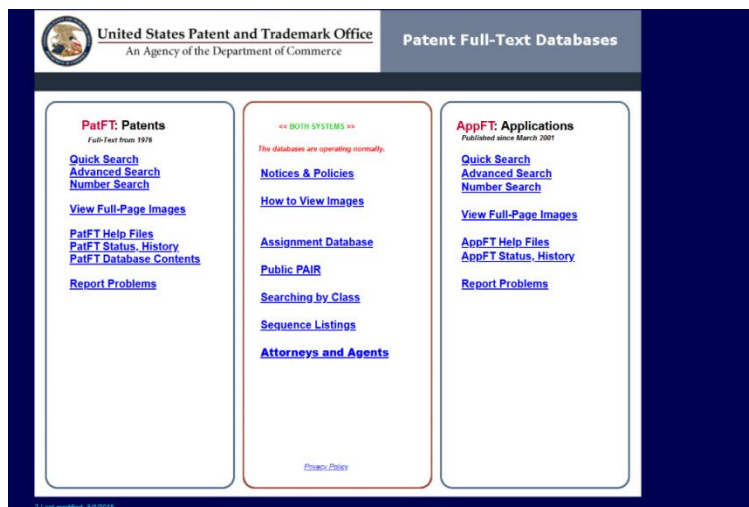 United States Patent and Trademark Office
An Agency of the Department of Commerce
Patent Full-Text Databases
PatFT: Patents
Full-Text from 1976
Quick Search
Advanced Search
Number Search
View Full-Page Images
PatFT Help Files
PatFT Status, History
PatFT Database Contents
Report Problems
<< BOTH SYSTEMS >>
The databases are operating normally.
Notices & Policies
How to View Images
Assignment Database
Public PAIR
Searching by Class
Sequence Listings
Attorneys and Agents
Privacy Policy
AppFT: Applications
Published since March 2001
Quick Search
Advanced Search
Number Search
View Full-Page Images
AppFT Help Files
AppFT Status, History
Report Problems